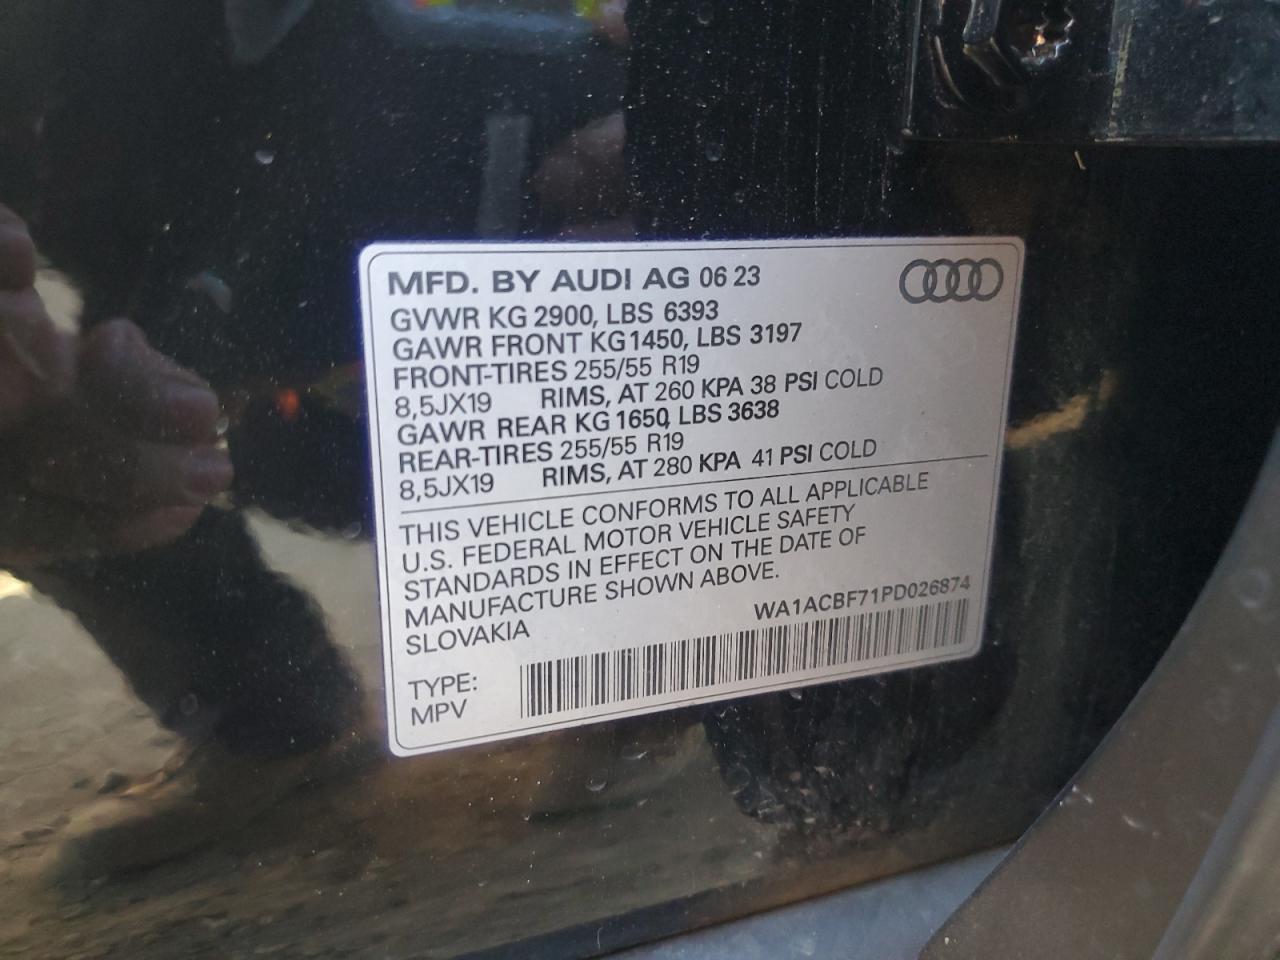 MFD. BY AUDI AG 06 23
GVWR KG 2900, LBS 6393
GAWR FRONT KG 1450, LBS 3197
FRONT-TIRES 255/55 R19
8,5JX19 RIMS, AT 260 KPA 38 PSI COLD
GAWR REAR KG 1650, LBS 3638
REAR-TIRES 255/55 R19
8,5JX19 RIMS, AT 280 KPA 41 PSI COLD
THIS VEHICLE CONFORMS TO ALL APPLICABLE
U.S. FEDERAL MOTOR VEHICLE SAFETY
STANDARDS IN EFFECT ON THE DATE OF
MANUFACTURE SHOWN ABOVE.
SLOVAKIA
WA1ACBF71PD026874
TYPE:
MPV